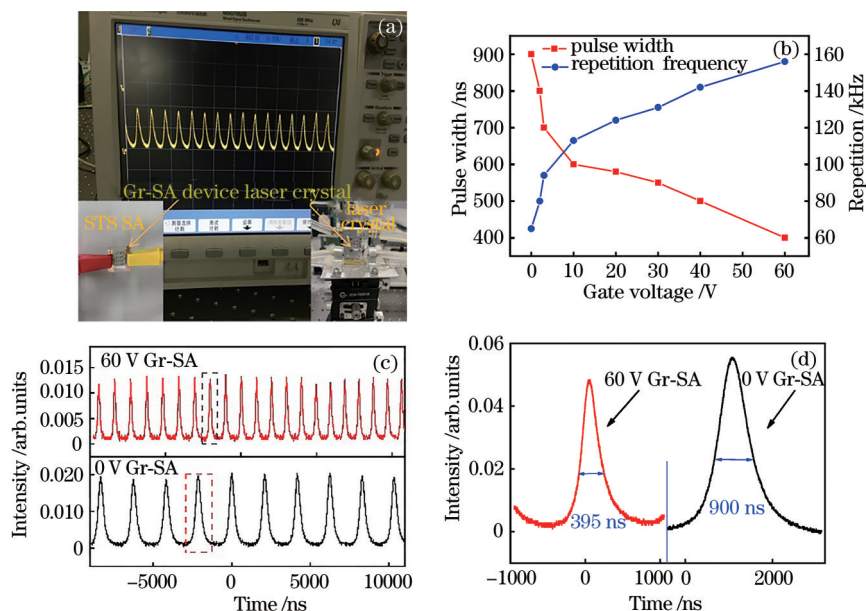 (a)
Gr-SA device laser crystal
STS SA
laser
crystal
(b)
pulse width
repetition frequency
Pulse width /ns
900
800
700
600
500
400
Repetition /kHz
160
140
120
100
80
60
0 10 20 30 40 50 60
Gate voltage /V
(c)
60 V Gr-SA
0.015
0.010
0.005
0
0 V Gr-SA
0.020
0.010
0
Intensity /arb.units
−5000 0 5000 10000
Time /ns
(d)
60 V Gr-SA
0 V Gr-SA
0.06
0.05
0.04
0.02
0
Intensity /arb.units
395 ns
900 ns
−1000 0 1000 0 2000
Time /ns